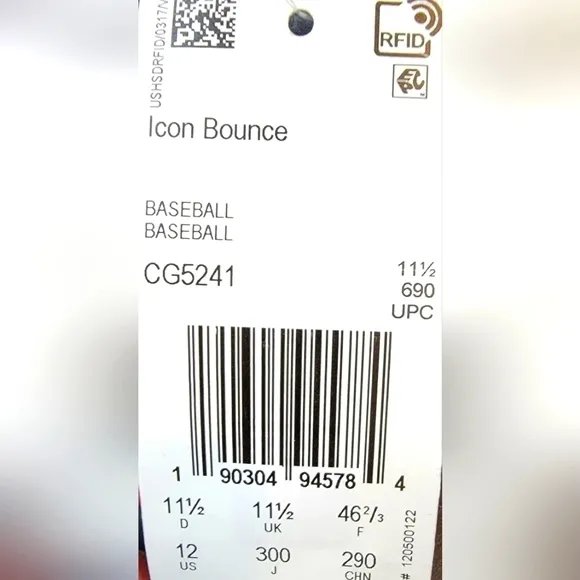 USHSDRFID/0317/
RFID
EPC
Icon Bounce
BASEBALL
BASEBALL
CG5241
11½
690
UPC
1 90304 94578 4
11½ 11½ 46²/₃
D UK F
12 300 290
US J CHN
# 120500122